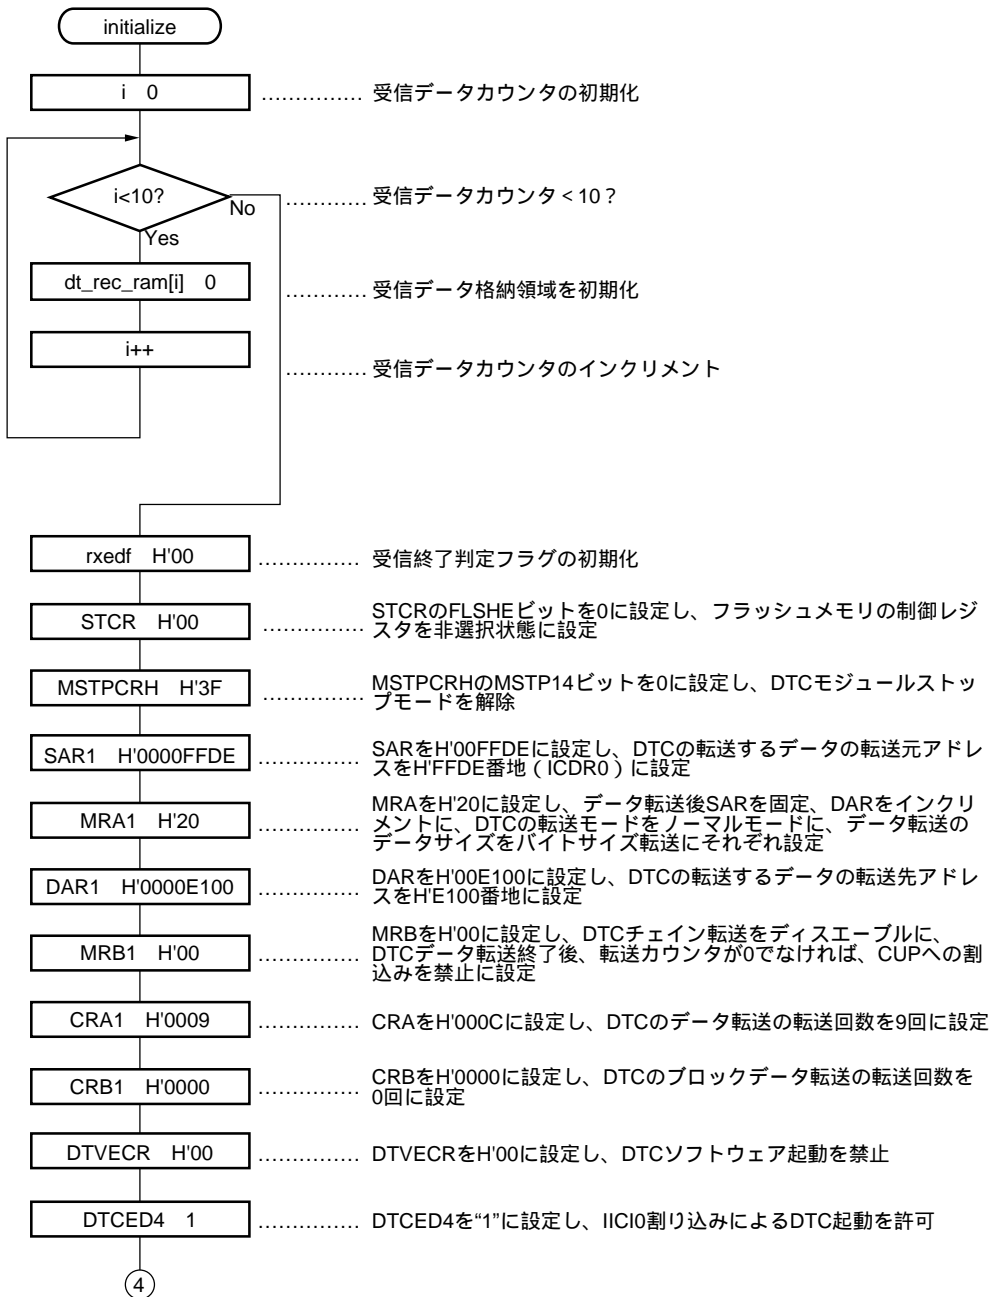 initialize
i 0 ............... 受信データカウンタの初期化
i<10? ............ 受信データカウンタ < 10 ?
No
Yes
dt_rec_ram[i] 0 ............ 受信データ格納領域を初期化
i++
............ 受信データカウンタのインクリメント
rxedf H'00 ............... 受信終了判定フラグの初期化
STCR H'00 ............... STCRのFLSHEビットを0に設定し、フラッシュメモリの制御レジ
スタを非選択状態に設定
MSTPCRH H'3F ............... MSTPCRHのMSTP14ビットを0に設定し、DTCモジュールストッ
プモードを解除
SAR1 H'0000FFDE ............... SARをH'00FFDEに設定し、DTCの転送するデータの転送元アドレ
スをH'FFDE番地(ICDR0)に設定
MRA1 H'20 ............... MRAをH'20に設定し、データ転送後SARを固定、DARをインクリ
メントに、DTCの転送モードをノーマルモードに、データ転送の
データサイズをバイトサイズ転送にそれぞれ設定
DAR1 H'0000E100 ............... DARをH'00E100に設定し、DTCの転送するデータの転送先アドレ
スをH'E100番地に設定
MRB1 H'00 ............... MRBをH'00に設定し、DTCチェイン転送をディスエーブルに、
DTCデータ転送終了後、転送カウンタが0でなければ、CUPへの割
込みを禁止に設定
CRA1 H'0009 ............... CRAをH'000Cに設定し、DTCのデータ転送の転送回数を9回に設定
CRB1 H'0000 ............... CRBをH'0000に設定し、DTCのブロックデータ転送の転送回数を
0回に設定
DTVECR H'00 ............... DTVECRをH'00に設定し、DTCソフトウェア起動を禁止
DTCED4 1 ............... DTCED4を“1”に設定し、IICI0割り込みによるDTC起動を許可
4